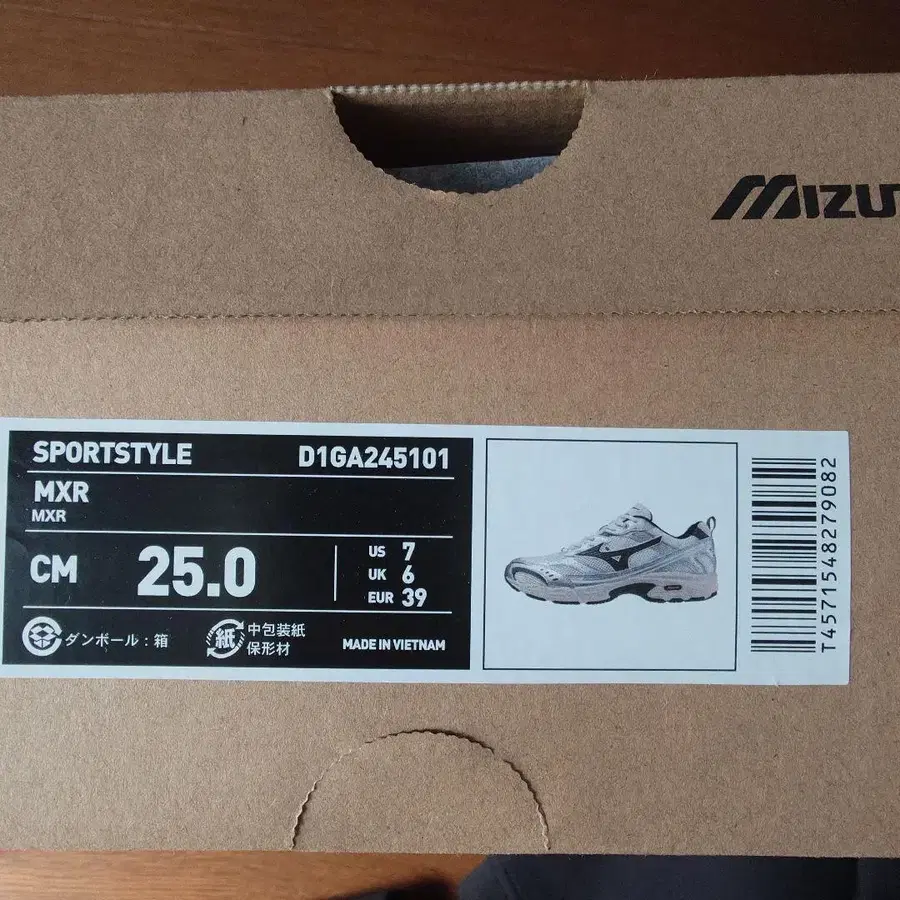 MIZU
SPORTSTYLE D1GA245101
MXR
MXR
CM 25.0
US 7
UK 6
EUR 39
ダンボール：箱
紙 中包装紙
保形材
MADE IN VIETNAM
T4571548279082